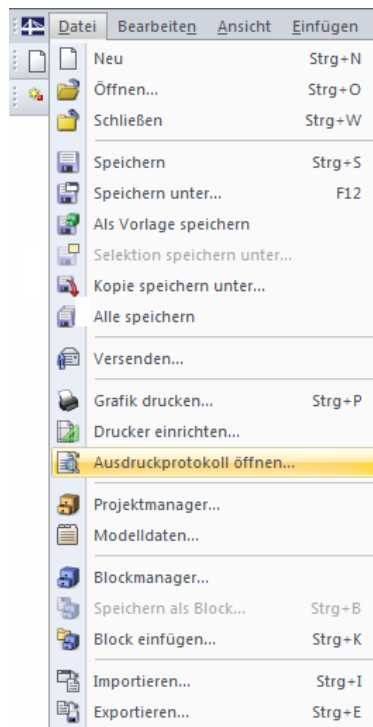 Datei Bearbeiten Ansicht Einfügen
Neu Strg+N
Öffnen... Strg+O
Schließen Strg+W
Speichern Strg+S
Speichern unter... F12
Als Vorlage speichern
Selektion speichern unter...
Kopie speichern unter...
Alle speichern
Versenden...
Grafik drucken... Strg+P
Drucker einrichten...
Ausdruckprotokoll öffnen...
Projektmanager...
Modelldaten...
Blockmanager...
Speichern als Block... Strg+B
Block einfügen... Strg+K
Importieren... Strg+I
Exportieren... Strg+E